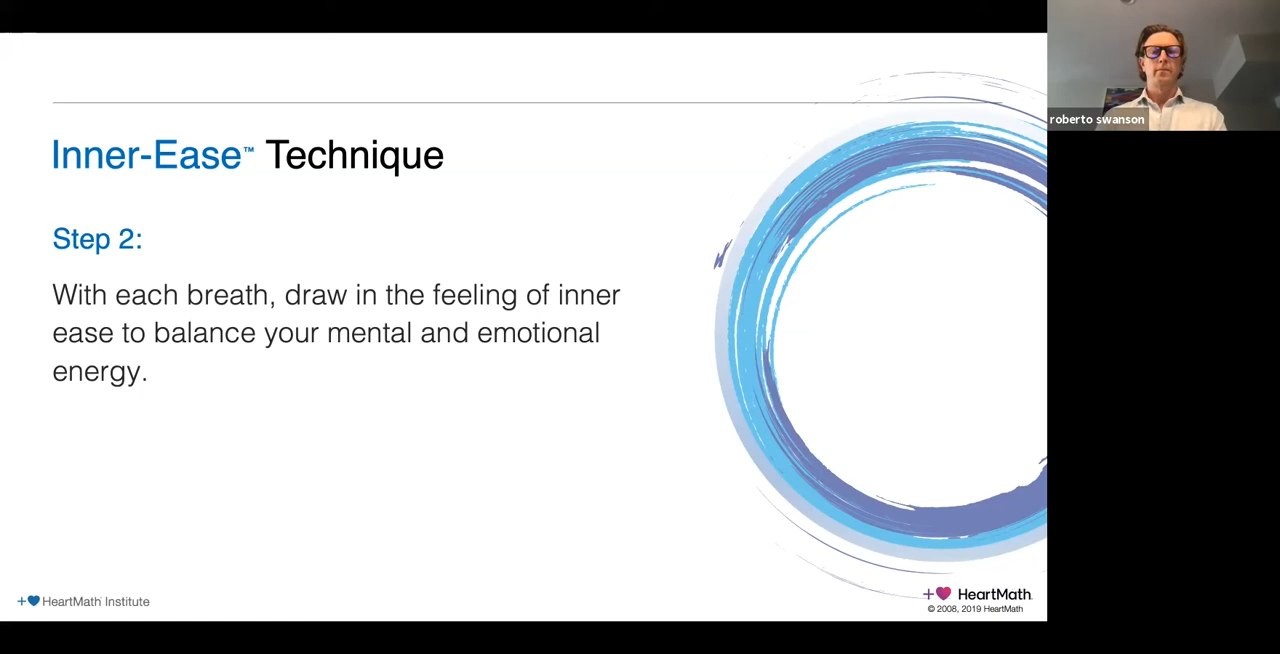 Inner-Ease™ Technique
Step 2:
With each breath, draw in the feeling of inner
ease to balance your mental and emotional
energy.
HeartMath Institute
HeartMath.
© 2008, 2019 HeartMath
roberto swanson